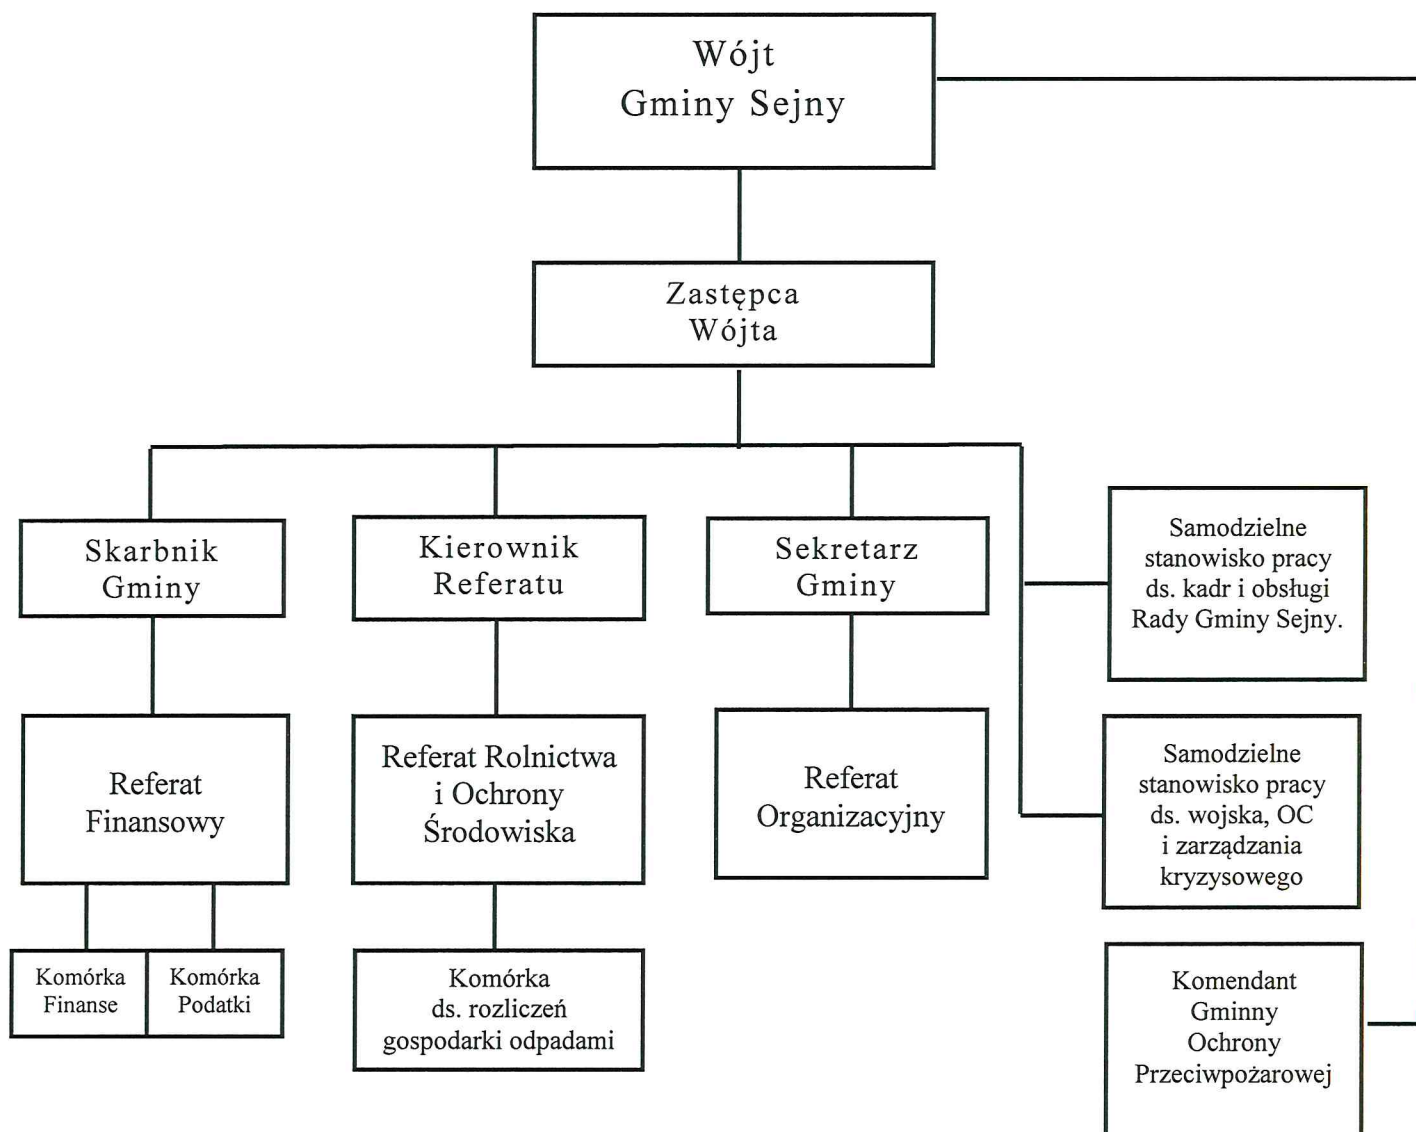 Wójt
Gminy Sejny
Zastępca
Wójta
Skarbnik
Gminy
Kierownik
Referatu
Sekretarz
Gminy
Samodzielne
stanowisko pracy
ds. kadr i obsługi
Rady Gminy Sejny.
Referat
Finansowy
Referat Rolnictwa
i Ochrony
Środowiska
Referat
Organizacyjny
Samodzielne
stanowisko pracy
ds. wojska, OC
i zarządzania
kryzysowego
Komórka
Finanse
Komórka
Podatki
Komórka
ds. rozliczeń
gospodarki odpadami
Komendant
Gminny
Ochrony
Przeciwpożarowej